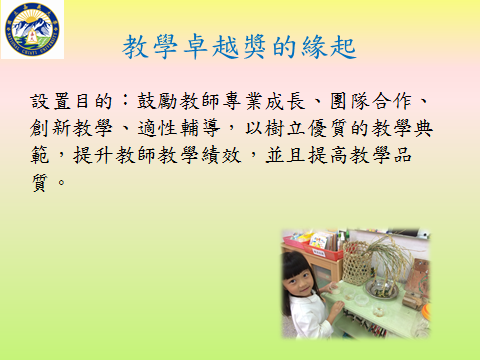 教學卓越獎的緣起
設置目的：鼓勵教師專業成長、團隊合作、
創新教學、適性輔導，以樹立優質的教學典
範，提升教師教學績效，並且提高教學品
質。